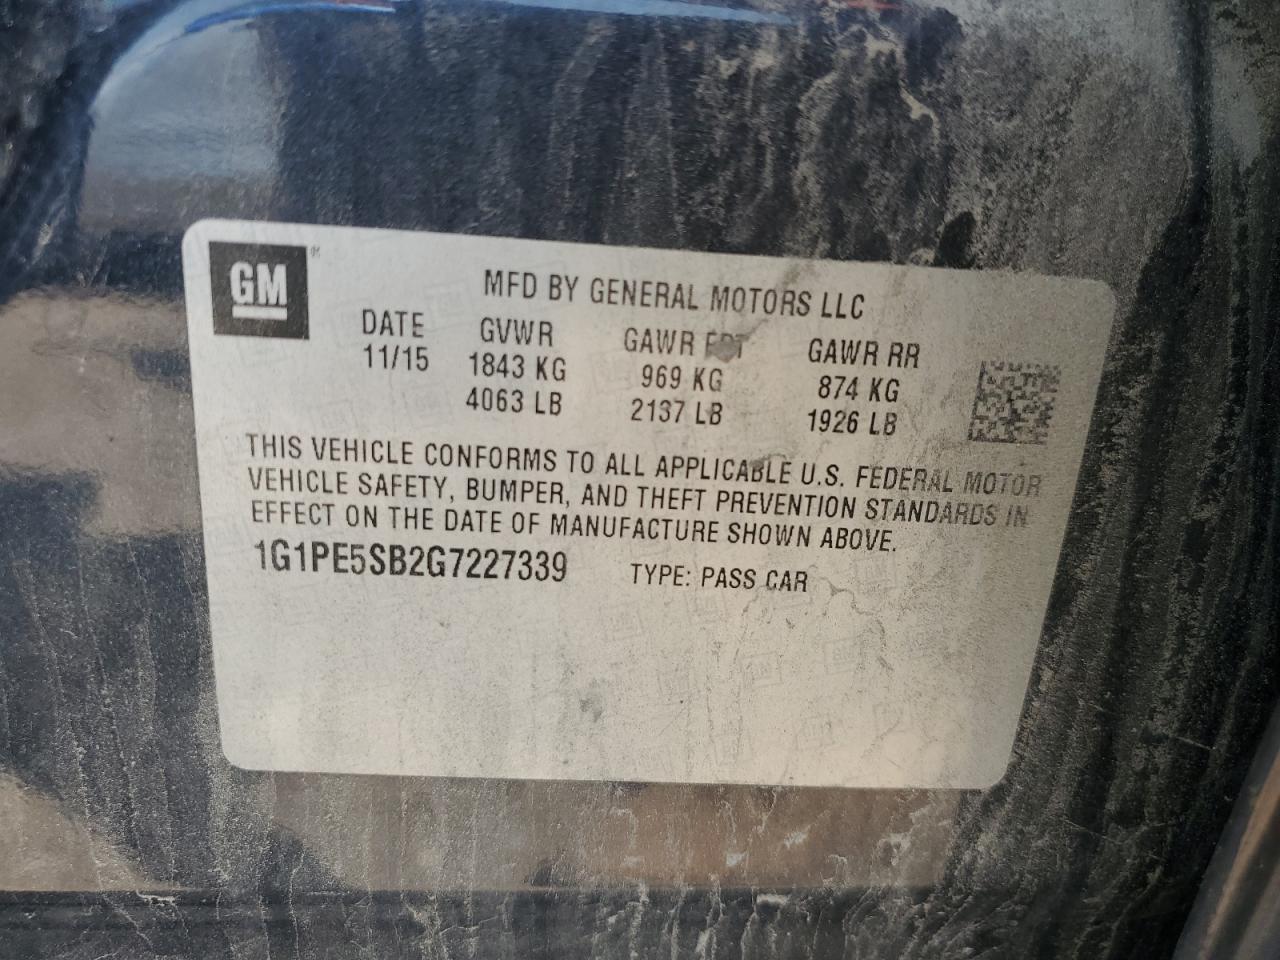 GM
MFD BY GENERAL MOTORS LLC
DATE GVWR GAWR FRT GAWR RR
11/15 1843 KG 969 KG 874 KG
4063 LB 2137 LB 1926 LB
THIS VEHICLE CONFORMS TO ALL APPLICABLE U.S. FEDERAL MOTOR
VEHICLE SAFETY, BUMPER, AND THEFT PREVENTION STANDARDS IN
EFFECT ON THE DATE OF MANUFACTURE SHOWN ABOVE.
1G1PE5SB2G7227339 TYPE: PASS CAR